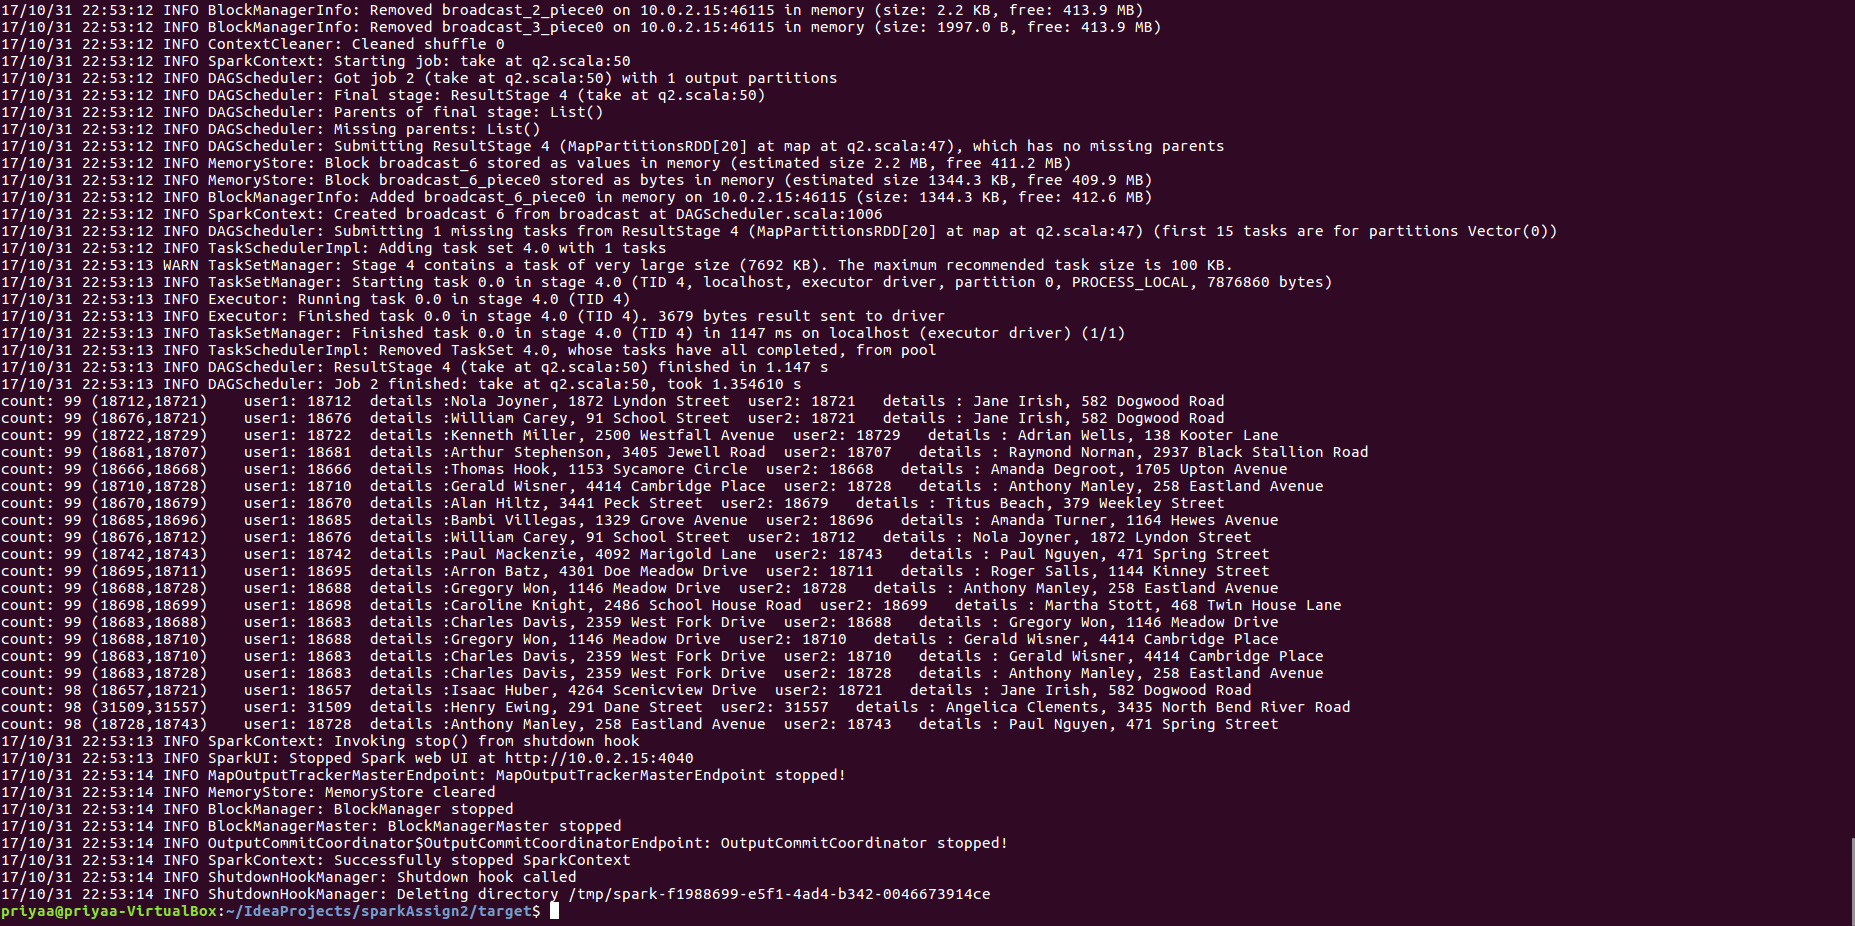 17/10/31 22:53:12 INFO BlockManagerInfo: Removed broadcast_2_piece0 on 10.0.2.15:46115 in memory (size: 2.2 KB, free: 413.9 MB)
17/10/31 22:53:12 INFO BlockManagerInfo: Removed broadcast_3_piece0 on 10.0.2.15:46115 in memory (size: 1997.0 B, free: 413.9 MB)
17/10/31 22:53:12 INFO ContextCleaner: Cleaned shuffle 0
17/10/31 22:53:12 INFO SparkContext: Starting job: take at q2.scala:50
17/10/31 22:53:12 INFO DAGScheduler: Got job 2 (take at q2.scala:50) with 1 output partitions
17/10/31 22:53:12 INFO DAGScheduler: Final stage: ResultStage 4 (take at q2.scala:50)
17/10/31 22:53:12 INFO DAGScheduler: Parents of final stage: List()
17/10/31 22:53:12 INFO DAGScheduler: Missing parents: List()
17/10/31 22:53:12 INFO DAGScheduler: Submitting ResultStage 4 (MapPartitionsRDD[20] at map at q2.scala:47), which has no missing parents
17/10/31 22:53:12 INFO MemoryStore: Block broadcast_6 stored as values in memory (estimated size 2.2 MB, free 411.2 MB)
17/10/31 22:53:12 INFO MemoryStore: Block broadcast_6_piece0 stored as bytes in memory (estimated size 1344.3 KB, free 409.9 MB)
17/10/31 22:53:12 INFO BlockManagerInfo: Added broadcast_6_piece0 in memory on 10.0.2.15:46115 (size: 1344.3 KB, free: 412.6 MB)
17/10/31 22:53:12 INFO SparkContext: Created broadcast 6 from broadcast at DAGScheduler.scala:1006
17/10/31 22:53:12 INFO DAGScheduler: Submitting 1 missing tasks from ResultStage 4 (MapPartitionsRDD[20] at map at q2.scala:47) (first 15 tasks are for partitions Vector(0))
17/10/31 22:53:12 INFO TaskSchedulerImpl: Adding task set 4.0 with 1 tasks
17/10/31 22:53:13 WARN TaskSetManager: Stage 4 contains a task of very large size (7692 KB). The maximum recommended task size is 100 KB.
17/10/31 22:53:13 INFO TaskSetManager: Starting task 0.0 in stage 4.0 (TID 4, localhost, executor driver, partition 0, PROCESS_LOCAL, 7876860 bytes)
17/10/31 22:53:13 INFO Executor: Running task 0.0 in stage 4.0 (TID 4)
17/10/31 22:53:13 INFO Executor: Finished task 0.0 in stage 4.0 (TID 4). 3679 bytes result sent to driver
17/10/31 22:53:13 INFO TaskSetManager: Finished task 0.0 in stage 4.0 (TID 4) in 1147 ms on localhost (executor driver) (1/1)
17/10/31 22:53:13 INFO TaskSchedulerImpl: Removed TaskSet 4.0, whose tasks have all completed, from pool
17/10/31 22:53:13 INFO DAGScheduler: ResultStage 4 (take at q2.scala:50) finished in 1.147 s
17/10/31 22:53:13 INFO DAGScheduler: Job 2 finished: take at q2.scala:50, took 1.354610 s
count: 99 (18712,18721)    user1: 18712  details :Nola Joyner, 1872 Lyndon Street  user2: 18721   details : Jane Irish, 582 Dogwood Road
count: 99 (18676,18721)    user1: 18676  details :William Carey, 91 School Street  user2: 18721   details : Jane Irish, 582 Dogwood Road
count: 99 (18722,18729)    user1: 18722  details :Kenneth Miller, 2500 Westfall Avenue  user2: 18729   details : Adrian Wells, 138 Kooter Lane
count: 99 (18681,18707)    user1: 18681  details :Arthur Stephenson, 3405 Jewell Road  user2: 18707   details : Raymond Norman, 2937 Black Stallion Road
count: 99 (18666,18668)    user1: 18666  details :Thomas Hook, 1153 Sycamore Circle  user2: 18668   details : Amanda Degroot, 1705 Upton Avenue
count: 99 (18710,18728)    user1: 18710  details :Gerald Wisner, 4414 Cambridge Place  user2: 18728   details : Anthony Manley, 258 Eastland Avenue
count: 99 (18670,18679)    user1: 18670  details :Alan Hiltz, 3441 Peck Street  user2: 18679   details : Titus Beach, 379 Weekley Street
count: 99 (18685,18696)    user1: 18685  details :Bambi Villegas, 1329 Grove Avenue  user2: 18696   details : Amanda Turner, 1164 Hewes Avenue
count: 99 (18676,18712)    user1: 18676  details :William Carey, 91 School Street  user2: 18712   details : Nola Joyner, 1872 Lyndon Street
count: 99 (18742,18743)    user1: 18742  details :Paul Mackenzie, 4092 Marigold Lane  user2: 18743   details : Paul Nguyen, 471 Spring Street
count: 99 (18695,18711)    user1: 18695  details :Arron Batz, 4301 Doe Meadow Drive  user2: 18711   details : Roger Salls, 1144 Kinney Street
count: 99 (18688,18728)    user1: 18688  details :Gregory Won, 1146 Meadow Drive  user2: 18728   details : Anthony Manley, 258 Eastland Avenue
count: 99 (18698,18699)    user1: 18698  details :Caroline Knight, 2486 School House Road  user2: 18699   details : Martha Stott, 468 Twin House Lane
count: 99 (18683,18688)    user1: 18683  details :Charles Davis, 2359 West Fork Drive  user2: 18688   details : Gregory Won, 1146 Meadow Drive
count: 99 (18688,18710)    user1: 18688  details :Gregory Won, 1146 Meadow Drive  user2: 18710   details : Gerald Wisner, 4414 Cambridge Place
count: 99 (18683,18710)    user1: 18683  details :Charles Davis, 2359 West Fork Drive  user2: 18710   details : Gerald Wisner, 4414 Cambridge Place
count: 99 (18683,18728)    user1: 18683  details :Charles Davis, 2359 West Fork Drive  user2: 18728   details : Anthony Manley, 258 Eastland Avenue
count: 98 (18657,18721)    user1: 18657  details :Isaac Huber, 4264 Scenicview Drive  user2: 18721   details : Jane Irish, 582 Dogwood Road
count: 98 (31509,31557)    user1: 31509  details :Henry Ewing, 291 Dane Street  user2: 31557   details : Angelica Clements, 3435 North Bend River Road
count: 98 (18728,18743)    user1: 18728  details :Anthony Manley, 258 Eastland Avenue  user2: 18743   details : Paul Nguyen, 471 Spring Street
17/10/31 22:53:13 INFO SparkContext: Invoking stop() from shutdown hook
17/10/31 22:53:13 INFO SparkUI: Stopped Spark web UI at http://10.0.2.15:4040
17/10/31 22:53:14 INFO MapOutputTrackerMasterEndpoint: MapOutputTrackerMasterEndpoint stopped!
17/10/31 22:53:14 INFO MemoryStore: MemoryStore cleared
17/10/31 22:53:14 INFO BlockManager: BlockManager stopped
17/10/31 22:53:14 INFO BlockManagerMaster: BlockManagerMaster stopped
17/10/31 22:53:14 INFO OutputCommitCoordinator$OutputCommitCoordinatorEndpoint: OutputCommitCoordinator stopped!
17/10/31 22:53:14 INFO SparkContext: Successfully stopped SparkContext
17/10/31 22:53:14 INFO ShutdownHookManager: Shutdown hook called
17/10/31 22:53:14 INFO ShutdownHookManager: Deleting directory /tmp/spark-f1988699-e5f1-4ad4-b342-0046673914ce
priyaa@priyaa-VirtualBox:~/IdeaProjects/sparkAssign2/target$